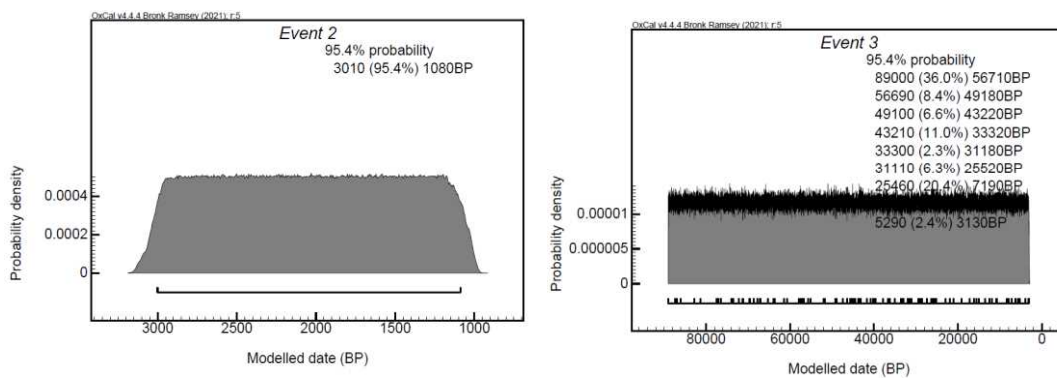 OxCal v4.4.4 Bronk Ramsey (2021); r:5
Event 2
95.4% probability
3010 (95.4%) 1080BP
Probability density
0.0004
0.0002
0
3000 2500 2000 1500 1000
Modelled date (BP)
OxCal v4.4.4 Bronk Ramsey (2021); r:5
Event 3
95.4% probability
89000 (36.0%) 56710BP
56690 (8.4%) 49180BP
49100 (6.6%) 43220BP
43210 (11.0%) 33320BP
33300 (2.3%) 31180BP
31110 (6.3%) 25520BP
25460 (20.4%) 7190BP
5290 (2.4%) 3130BP
Probability density
0.00001
0.000005
0
80000 60000 40000 20000 0
Modelled date (BP)